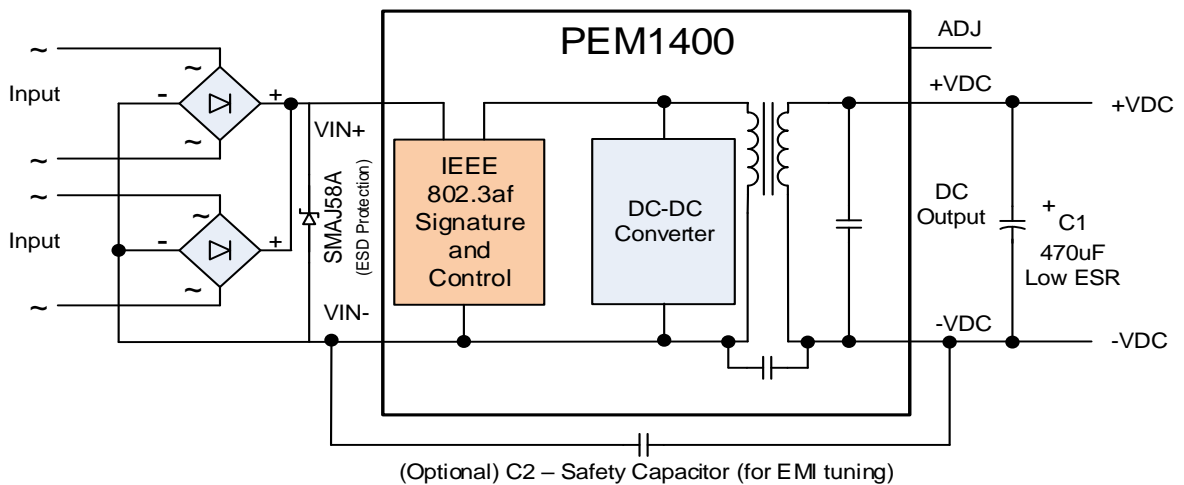 PEM1400
ADJ
~
Input
~
~
-
+
~
~
Input
~
~
-
+
~
VIN+
SMAJ58A
(ESD Protection)
VIN-
IEEE
802.3af
Signature
and
Control
DC-DC
Converter
+VDC
+VDC
DC
Output
+
C1
470uF
Low ESR
-VDC
-VDC
(Optional) C2 – Safety Capacitor (for EMI tuning)